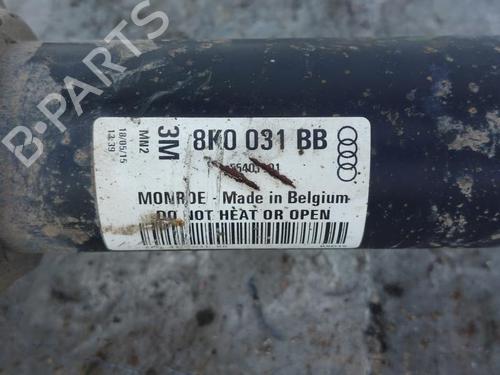 B-PARTS
18/05/15
13:39
MN2
3M
8K0 031 BB
MONROE - Made in Belgium
DO NOT HEAT OR OPEN